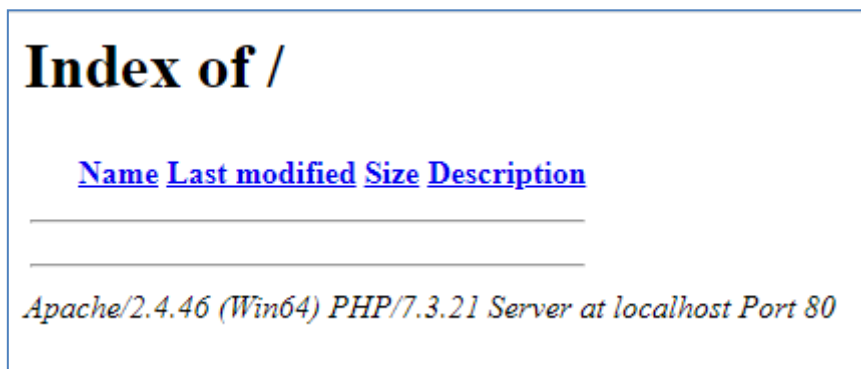 Index of /
Name Last modified Size Description
Apache/2.4.46 (Win64) PHP/7.3.21 Server at localhost Port 80